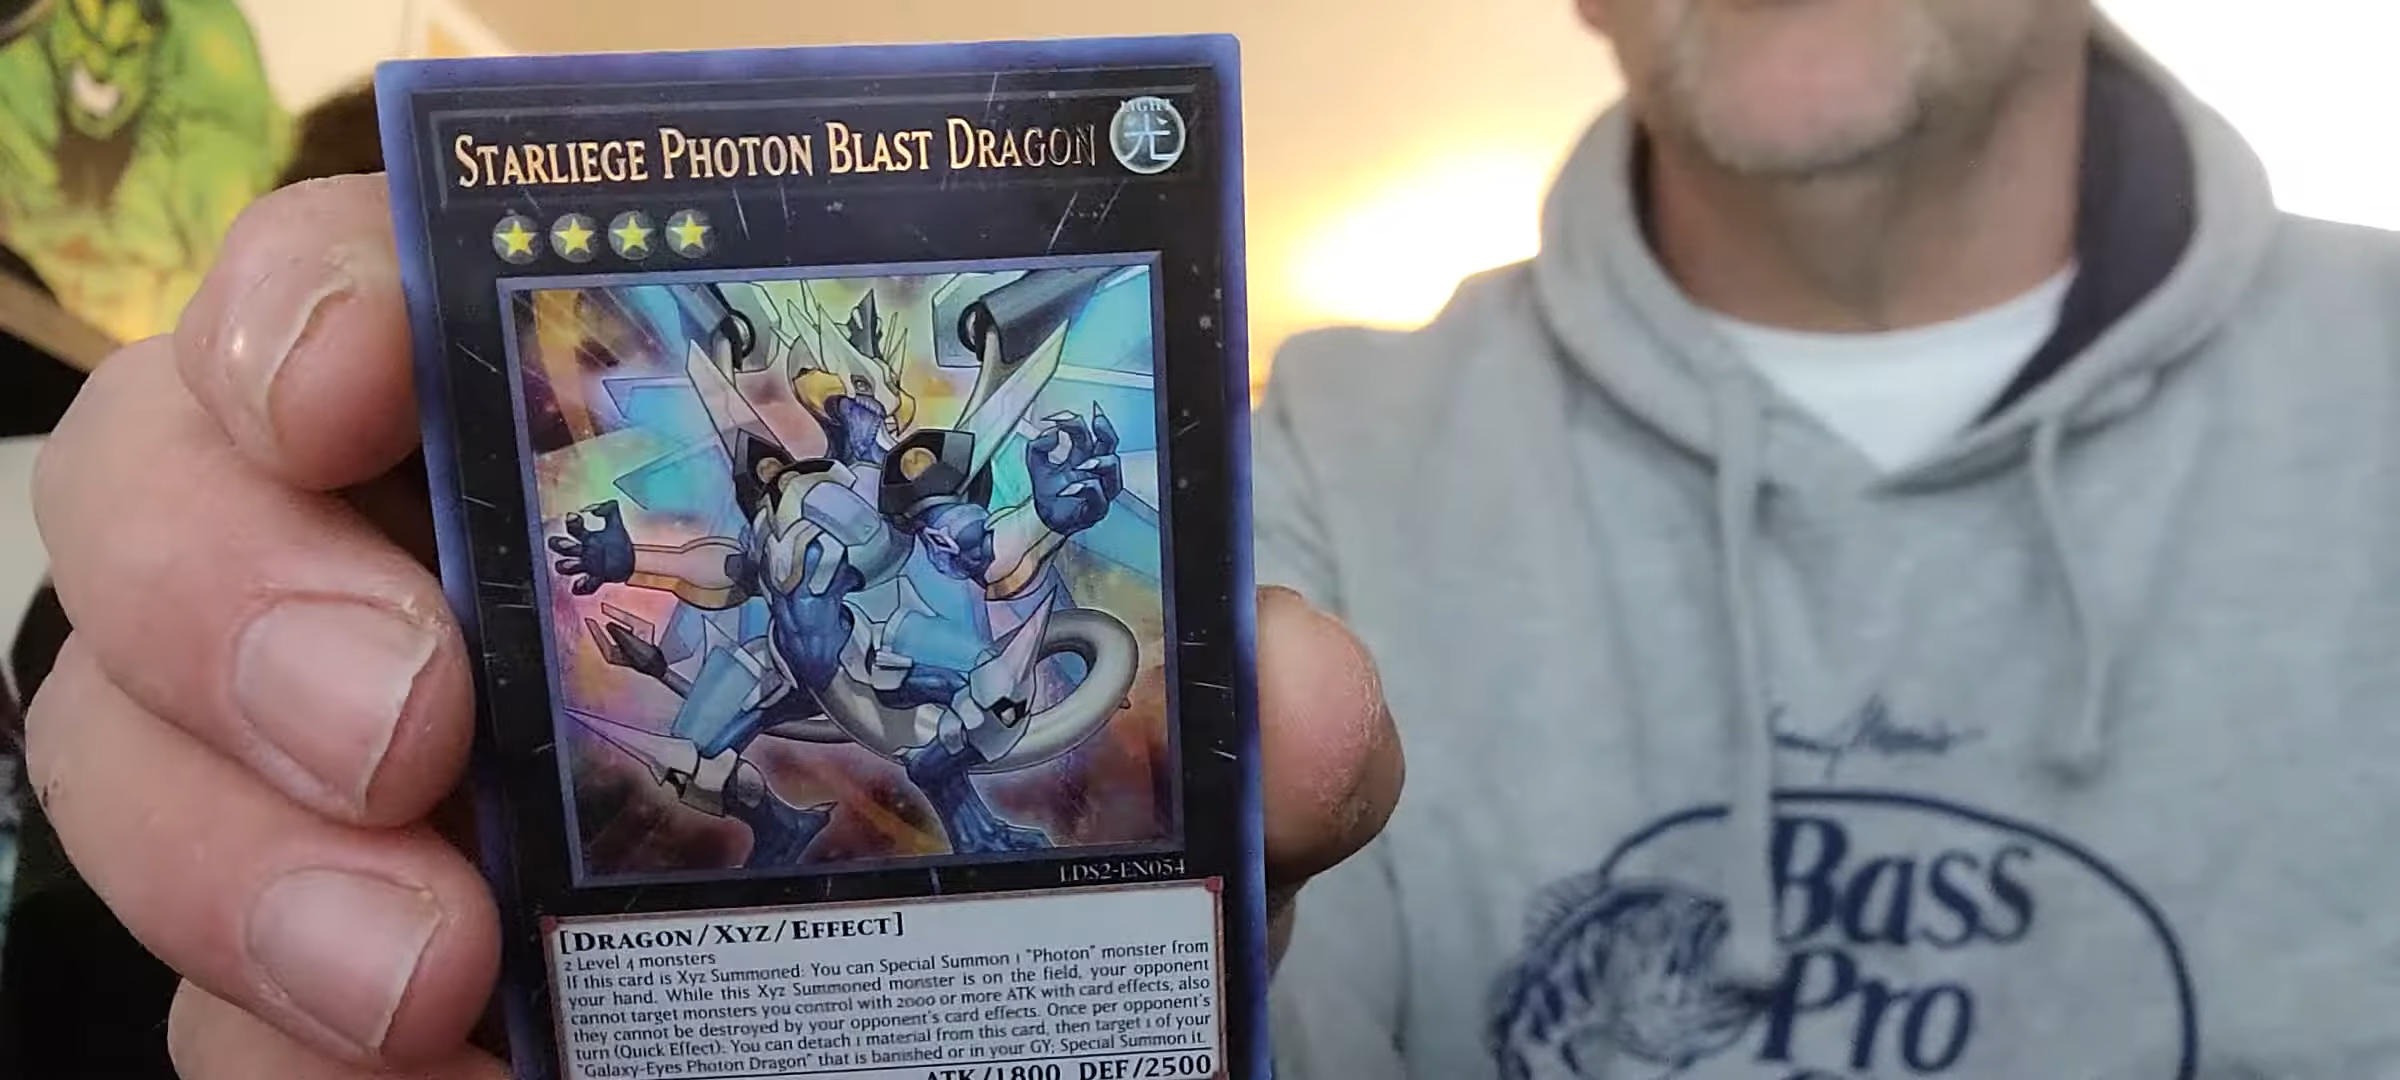 STARLIEGE PHOTON BLAST DRAGON
LIGHT
光
LDS2-EN054
[DRAGON/XYZ/EFFECT]
2 Level 4 monsters
If this card is Xyz Summoned: You can Special Summon 1 "Photon" monster from
your hand. While this Xyz Summoned monster is on the field, your opponent
cannot target monsters you control with 2000 or more ATK with card effects, also
they cannot be destroyed by your opponent's card effects. Once per opponent's
turn (Quick Effect): You can detach 1 material from this card, then target 1 of your
"Galaxy-Eyes Photon Dragon" that is banished or in your GY; Special Summon it.
ATK/1800 DEF/2500
Bass
Pro